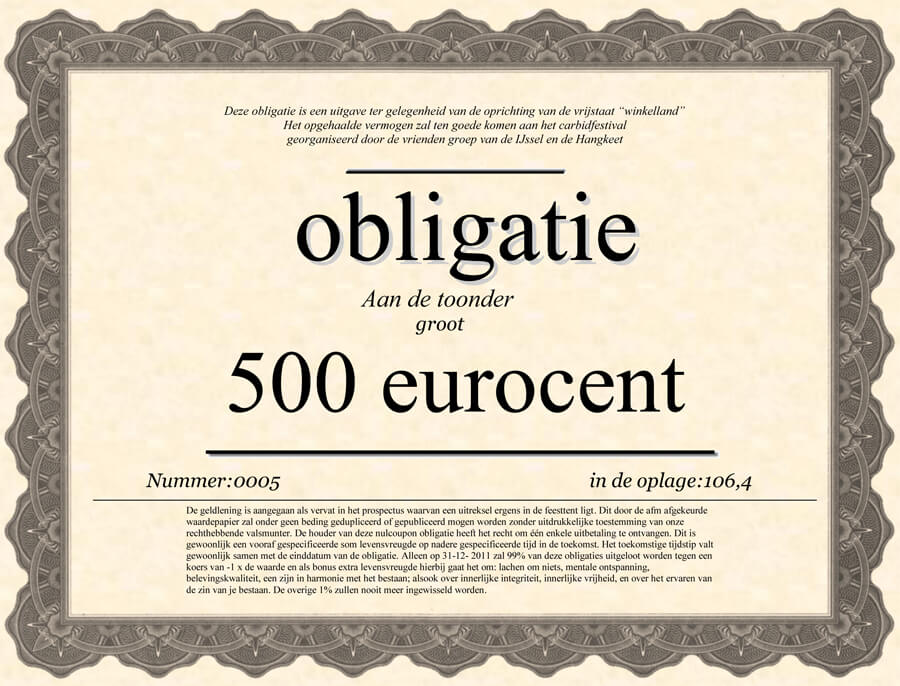 Deze obligatie is een uitgave ter gelegenheid van de oprichting van de vrijstaat “winkelland”
Het opgehaalde vermogen zal ten goede komen aan het carbidfestival
georganiseerd door de vrienden groep van de IJssel en de Hangkeet
obligatie
Aan de toonder
groot
500 eurocent
Nummer:0005
in de oplage:106,4
De geldlening is aangegaan als vervat in het prospectus waarvan een uitreksel ergens in de feesttent ligt. Dit door de afm afgekeurde
waardepapier zal onder geen beding gedupliceerd of gepubliceerd mogen worden zonder uitdrukkelijke toestemming van onze
rechthebbende valsmunter. De houder van deze nulcoupon obligatie heeft het recht om één enkele uitbetaling te ontvangen. Dit is
gewoonlijk een vooraf gespecificeerde som levensvreugde op nadere gespecificeerde tijd in de toekomst. Het toekomstige tijdstip valt
gewoonlijk samen met de einddatum van de obligatie. Alleen op 31-12- 2011 zal 99% van deze obligaties uitgeloot worden tegen een
koers van -1 x de waarde en als bonus extra levensvreugde hierbij gaat het om: lachen om niets, mentale ontspanning,
belevingskwaliteit, een zijn in harmonie met het bestaan; alsook over innerlijke integriteit, innerlijke vrijheid, en over het ervaren van
de zin van je bestaan. De overige 1% zullen nooit meer ingewisseld worden.